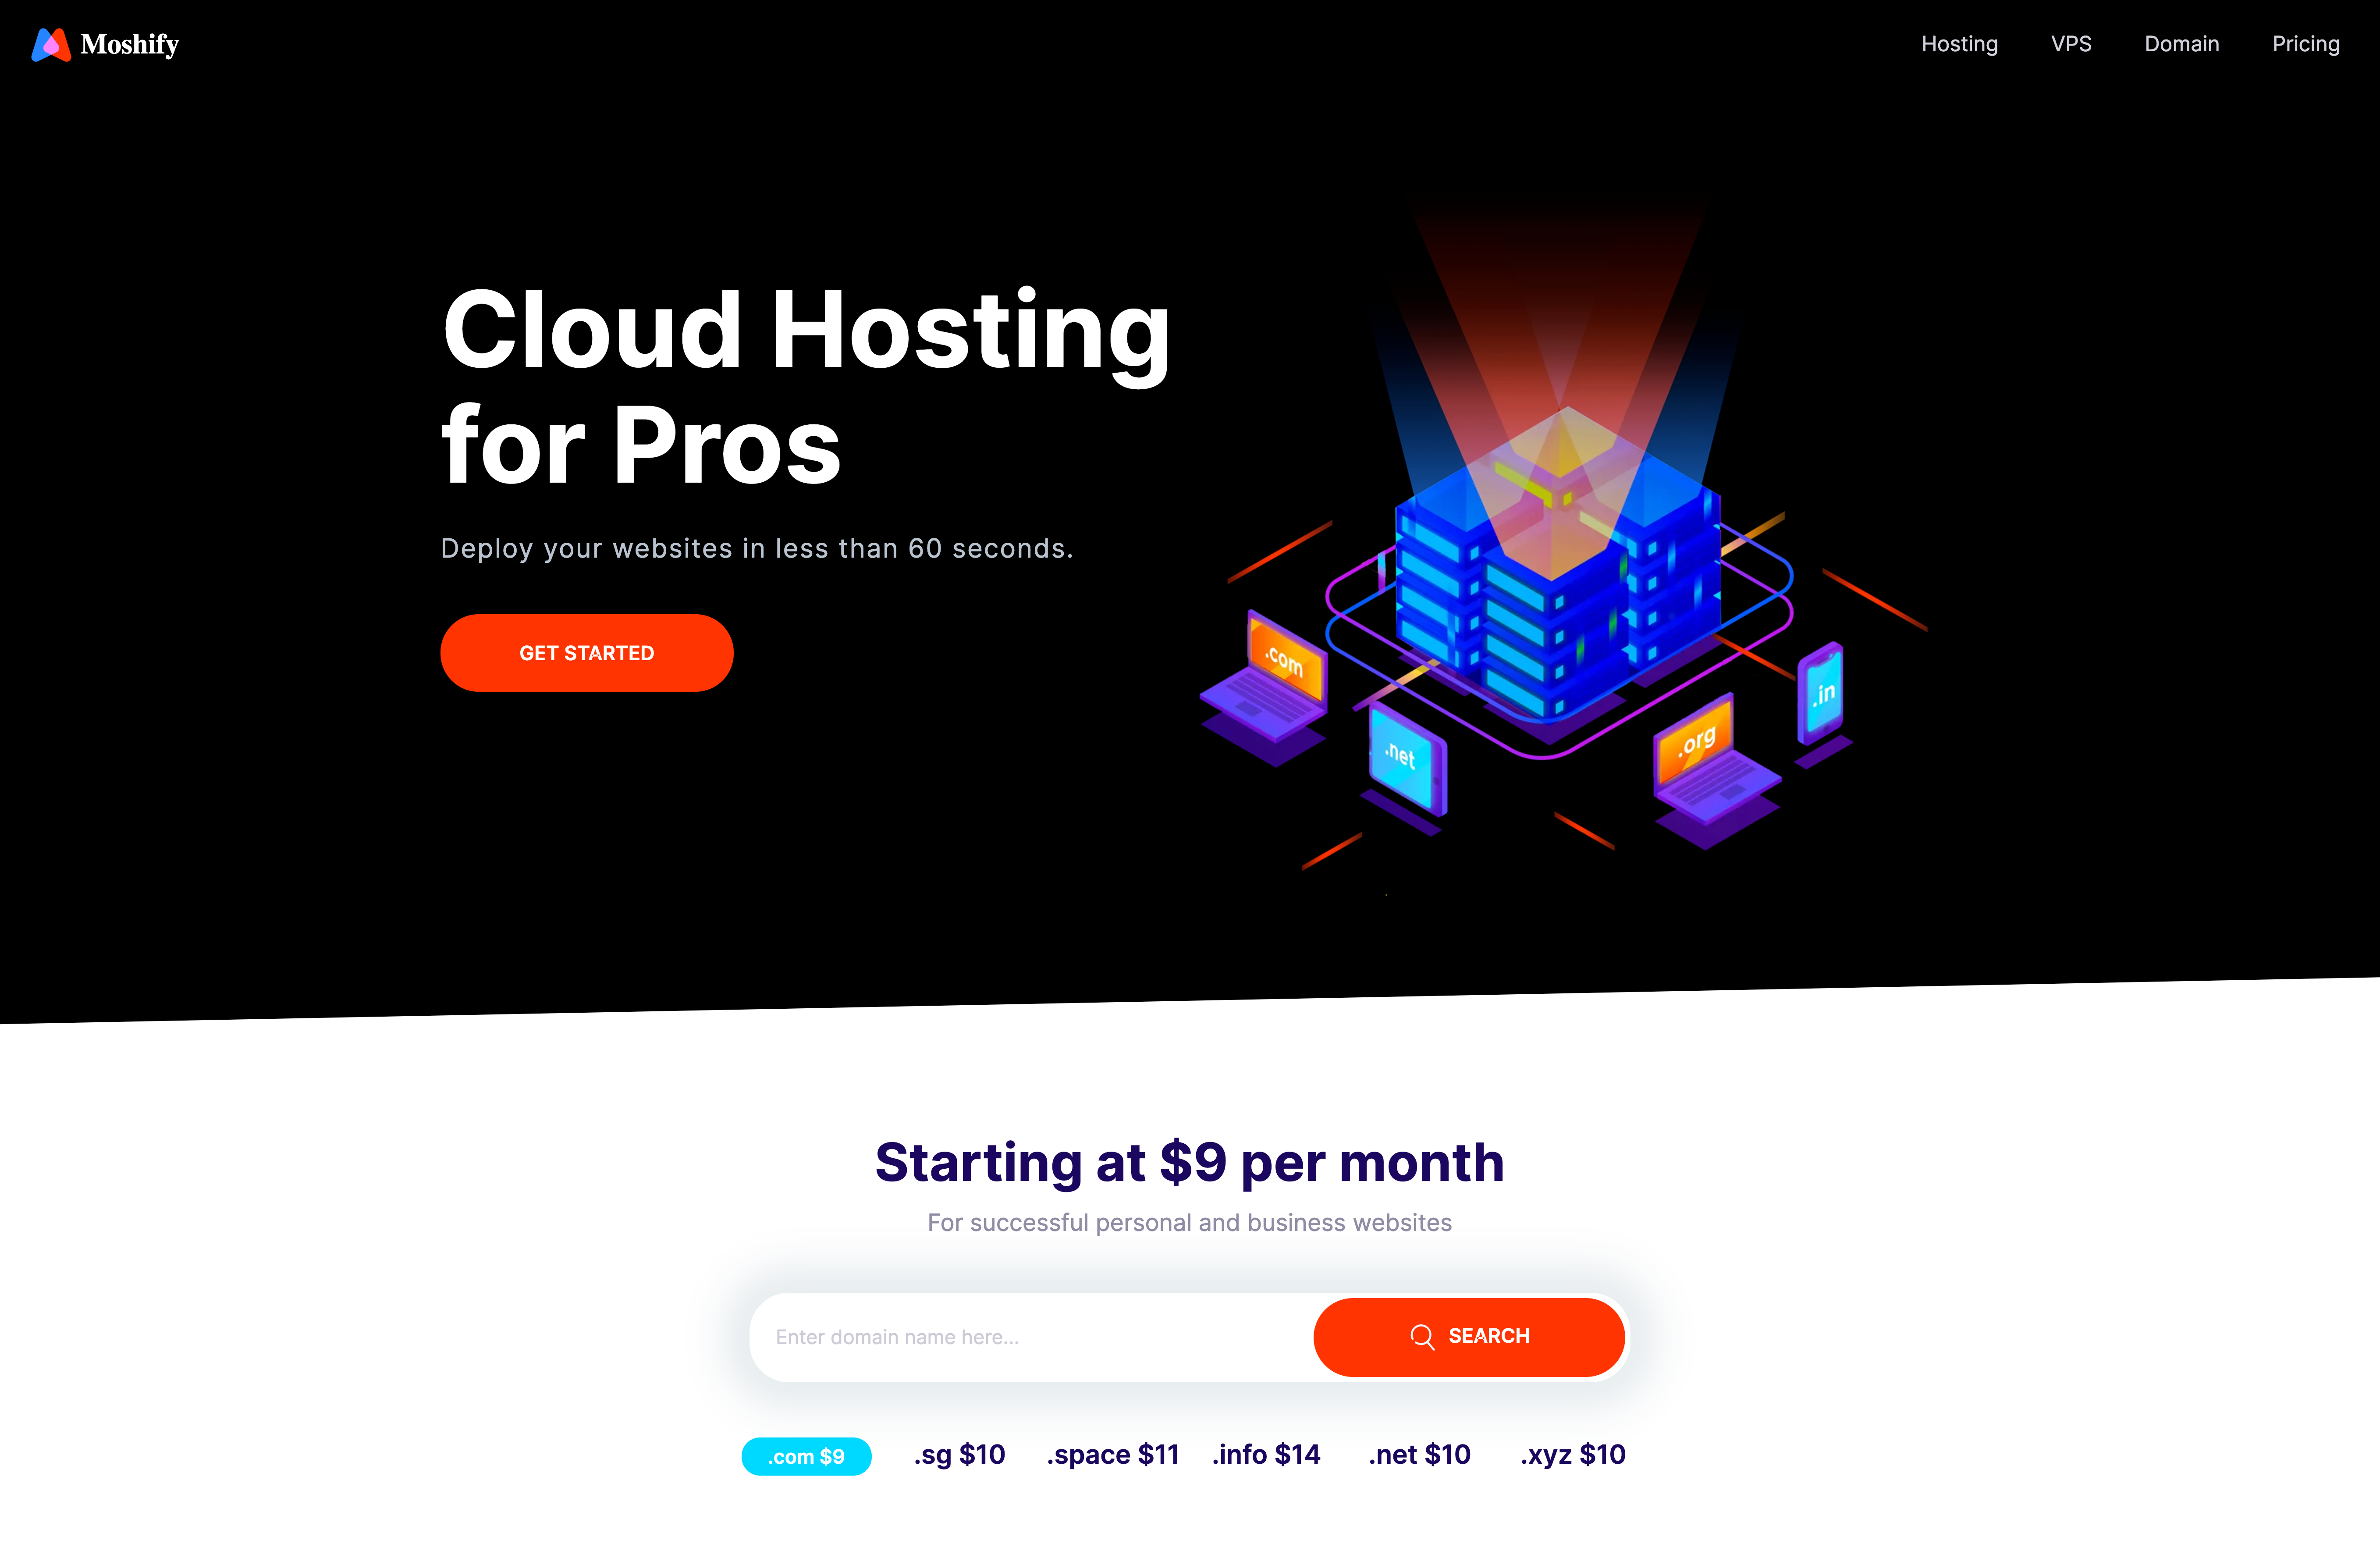 Moshify
Hosting VPS Domain Pricing
Cloud Hosting
for Pros
Deploy your websites in less than 60 seconds.
GET STARTED
.com
.net
.org
.in
Starting at $9 per month
For successful personal and business websites
Enter domain name here...
SEARCH
.com $9 .sg $10 .space $11 .info $14 .net $10 .xyz $10